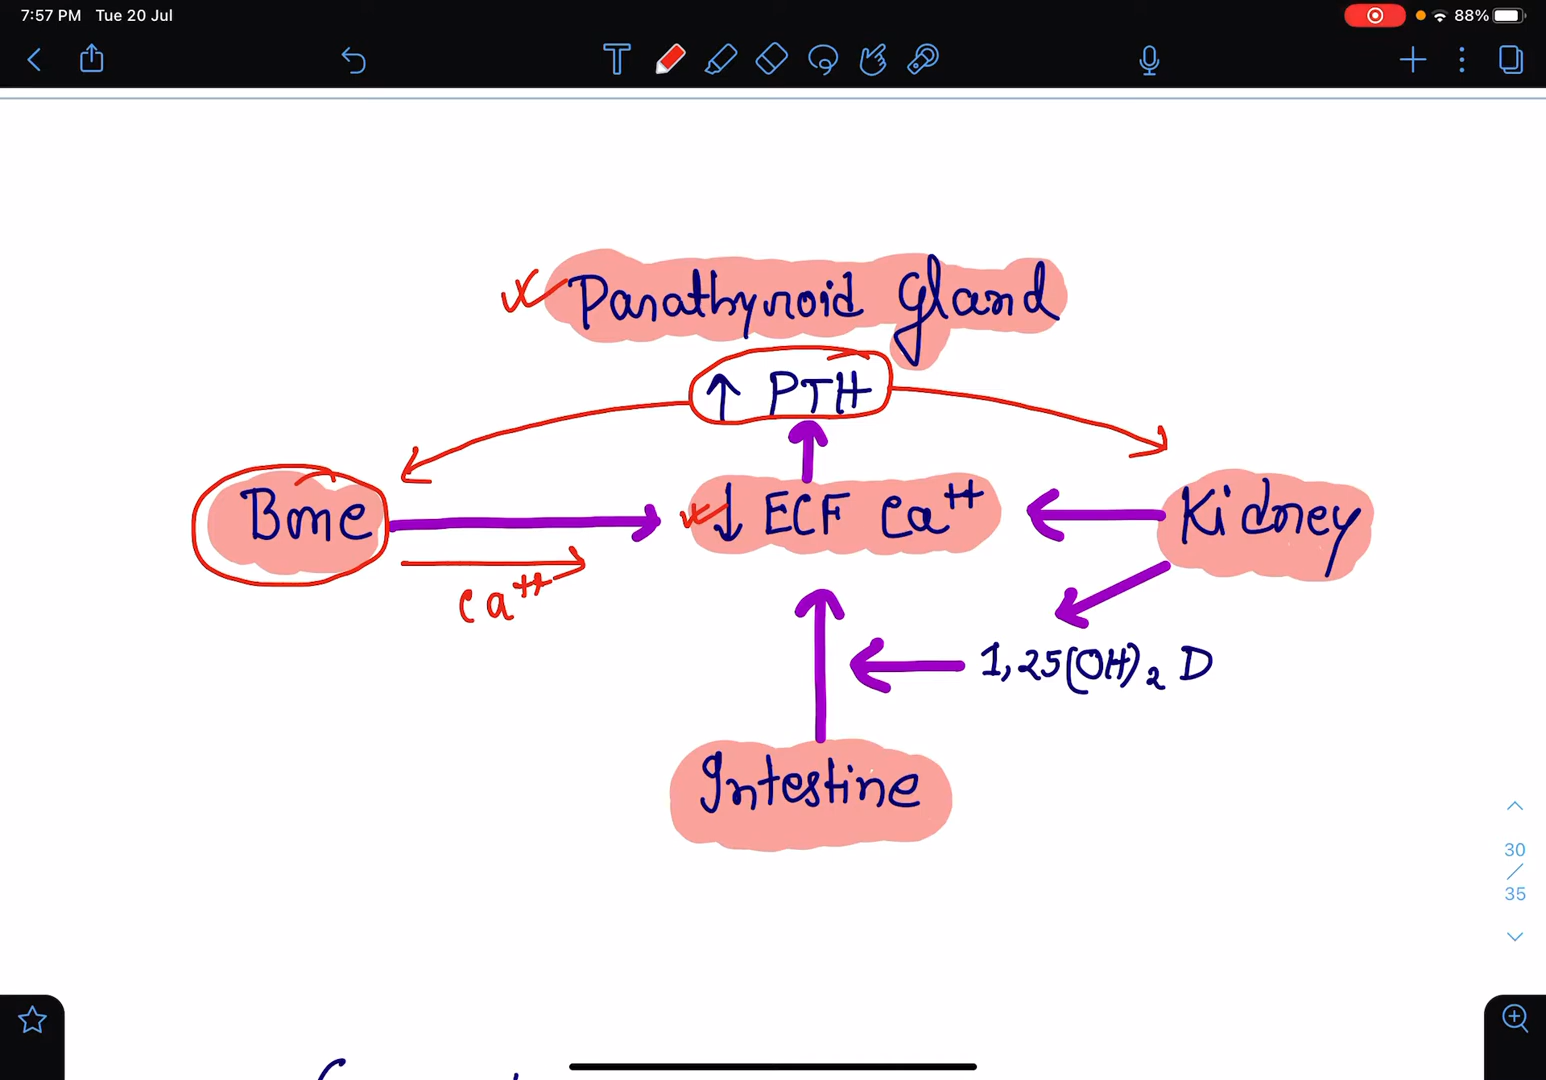 7:57 PM Tue 20 Jul
88%
T
Parathyroid Gland
↑ PTH
Bone
↓ ECF Ca++
Kidney
Ca++
1,25(OH)2 D
Intestine
30
/
35